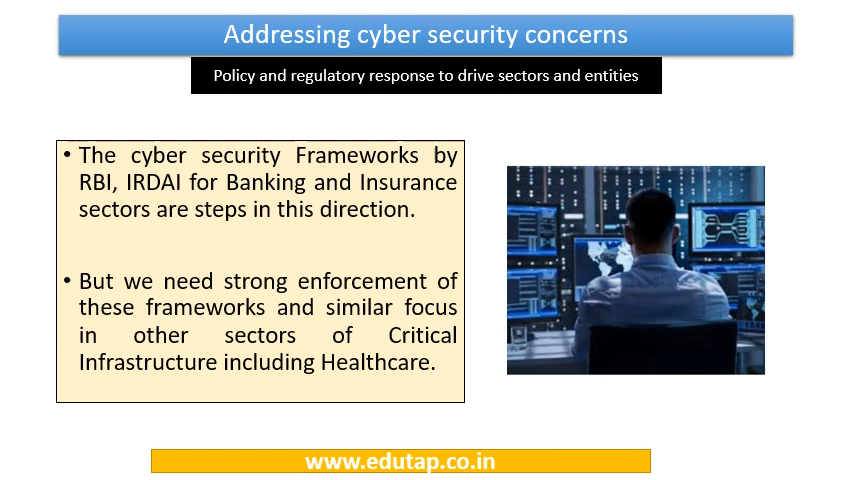 Addressing cyber security concerns
Policy and regulatory response to drive sectors and entities
• The cyber security Frameworks by
RBI, IRDAI for Banking and Insurance
sectors are steps in this direction.
• But we need strong enforcement of
these frameworks and similar focus
in other sectors of Critical
Infrastructure including Healthcare.
www.edutap.co.in